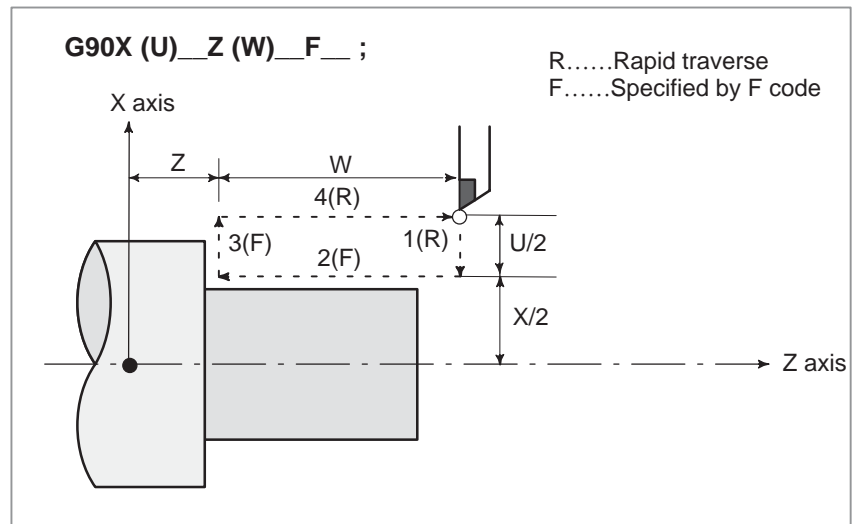 G90X (U)__Z (W)__F__ ;
R......Rapid traverse
F......Specified by F code
X axis
Z
W
4(R)
3(F)
2(F)
1(R)
U/2
X/2
Z axis